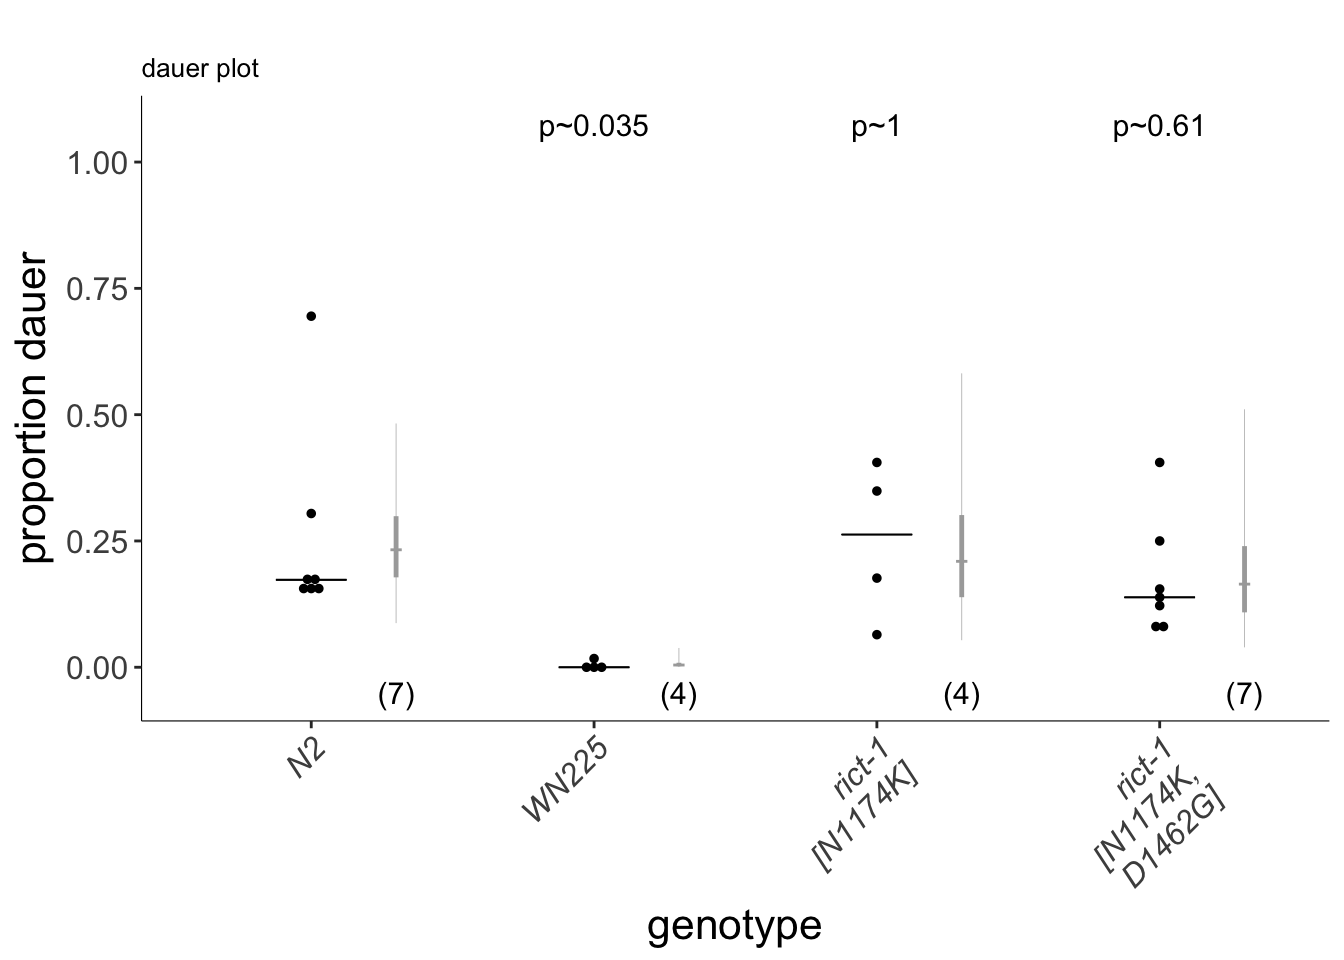 dauer plot
p~0.035
p~1
p~0.61
1.00
0.75
0.50
0.25
0.00
proportion dauer
(7)
(4)
(4)
(7)
N2
WN225
rict-1
[N1174K]
rict-1
[N1174K,
D1462G]
genotype